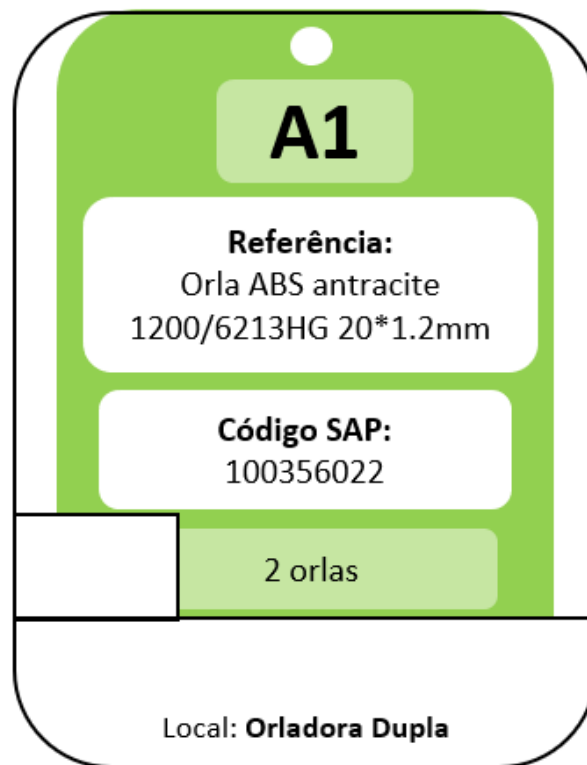 A1
Referência:
Orla ABS antracite
1200/6213HG 20*1.2mm
Código SAP:
100356022
2 orlas
Local: Orladora Dupla